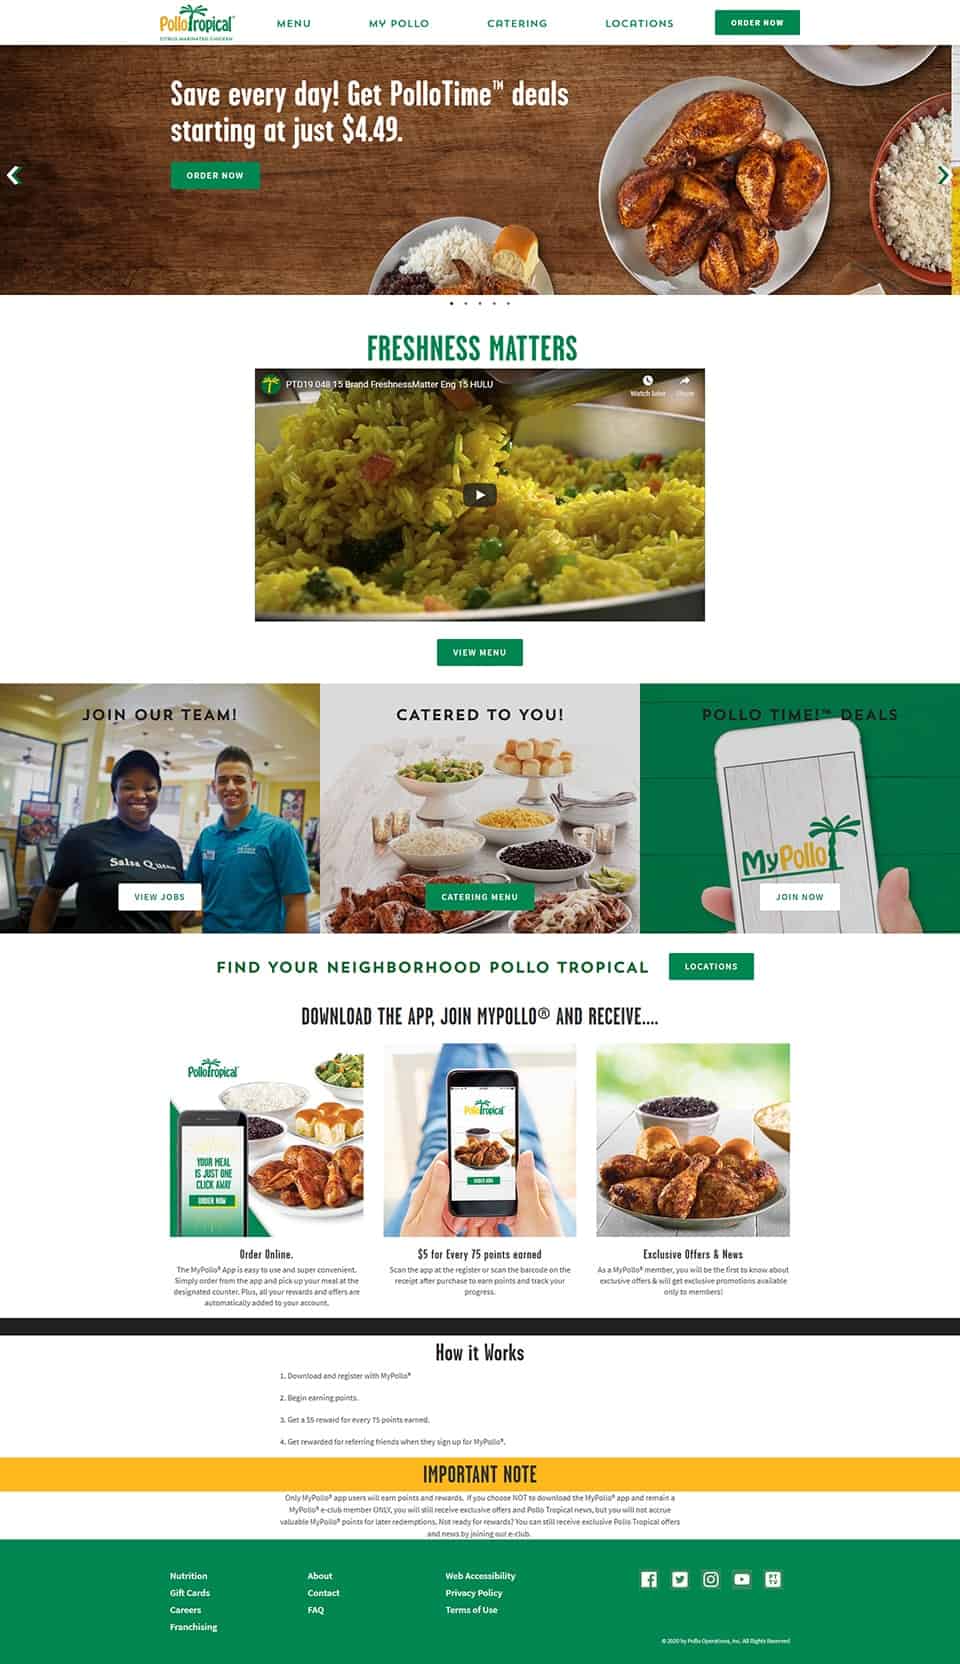 PolloTropical
CITRUS-MARINATED CHICKEN
MENU
MY POLLO
CATERING
LOCATIONS
ORDER NOW
Save every day! Get PolloTime™ deals
starting at just $4.49.
ORDER NOW
FRESHNESS MATTERS
PTD19 048 15 Brand FreshnessMatter Eng 15 HULU
Watch later
Share
VIEW MENU
JOIN OUR TEAM!
Salsa Queen
VIEW JOBS
CATERED TO YOU!
CATERING MENU
POLLO TIME!™ DEALS
MyPollo
JOIN NOW
FIND YOUR NEIGHBORHOOD POLLO TROPICAL
LOCATIONS
DOWNLOAD THE APP, JOIN MYPOLLO® AND RECEIVE....
PolloTropical
YOUR MEAL
IS JUST ONE
CLICK AWAY
ORDER NOW
PolloTropical
ORDER NOW
Order Online.
The MyPollo® App is easy to use and super convenient.
Simply order from the app and pick up your meal at the
designated counter. Plus, all your rewards and offers are
automatically added to your account.
$5 for Every 75 points earned
Scan the app at the register or scan the barcode on the
receipt after purchase to earn points and track your
progress.
Exclusive Offers & News
As a MyPollo® member, you will be the first to know about
exclusive offers & will get exclusive promotions available
only to members!
How it Works
1. Download and register with MyPollo®
2. Begin earning points.
3. Get a $5 reward for every 75 points earned.
4. Get rewarded for referring friends when they sign up for MyPollo®.
IMPORTANT NOTE
Only MyPollo® app users will earn points and rewards. If you choose NOT to download the MyPollo® app and remain a
MyPollo® e-club member ONLY, you will still receive exclusive offers and Pollo Tropical news, but you will not accrue
valuable MyPollo® points for later redemptions. Not ready for rewards? You can still receive exclusive Pollo Tropical offers
and news by joining our e-club.
Nutrition
Gift Cards
Careers
Franchising
About
Contact
FAQ
Web Accessibility
Privacy Policy
Terms of Use
PT
TV
© 2020 by Pollo Operations, Inc. All Rights Reserved